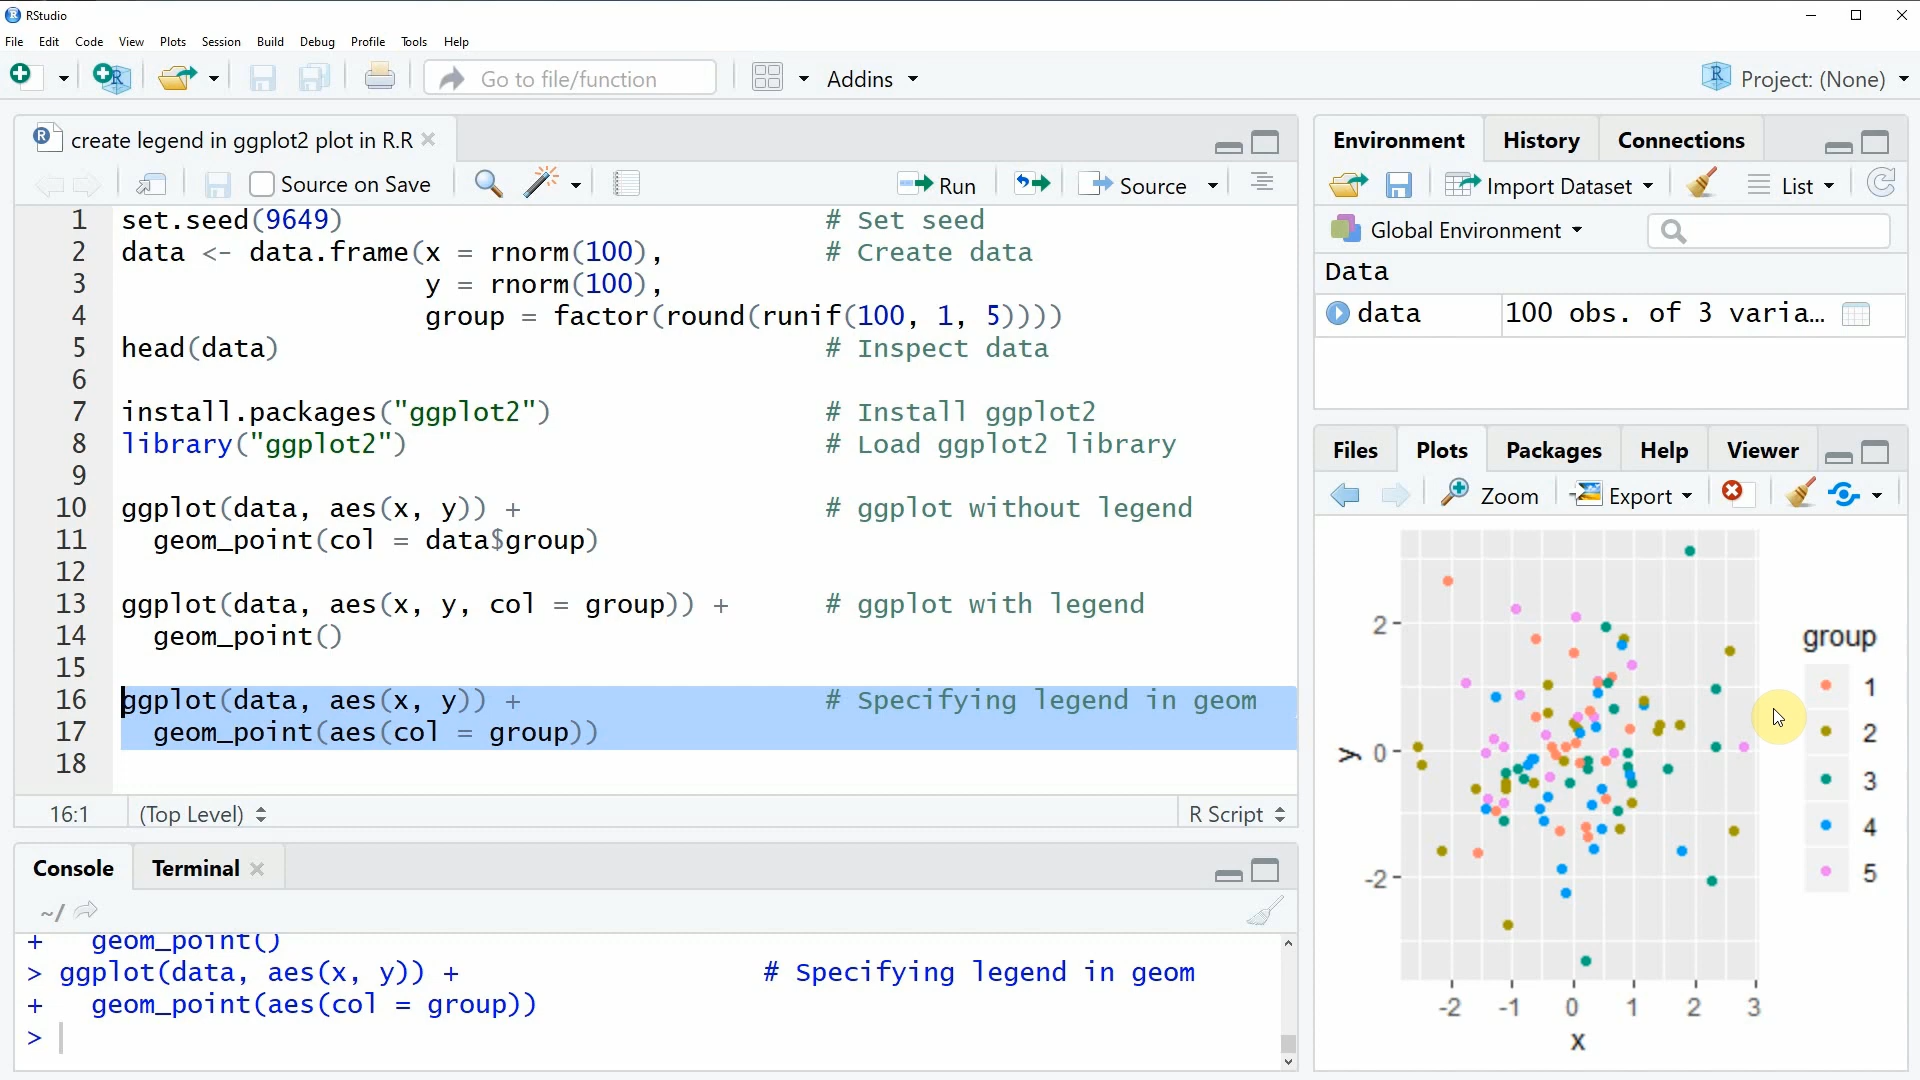 RStudio
File Edit Code View Plots Session Build Debug Profile Tools Help
Go to file/function
Addins
Project: (None)
create legend in ggplot2 plot in R.R
Source on Save
Run
Source
1 set.seed(9649) # Set seed
2 data <- data.frame(x = rnorm(100), # Create data
3 y = rnorm(100),
4 group = factor(round(runif(100, 1, 5))))
5 head(data) # Inspect data
6
7 install.packages("ggplot2") # Install ggplot2
8 library("ggplot2") # Load ggplot2 library
9
10 ggplot(data, aes(x, y)) + # ggplot without legend
11 geom_point(col = data$group)
12
13 ggplot(data, aes(x, y, col = group)) + # ggplot with legend
14 geom_point()
15
16 ggplot(data, aes(x, y)) + # Specifying legend in geom
17 geom_point(aes(col = group))
18
16:1 (Top Level) R Script
Console Terminal
~/
+ geom_point()
> ggplot(data, aes(x, y)) + # Specifying legend in geom
+ geom_point(aes(col = group))
>
Environment History Connections
Import Dataset List
Global Environment
Data
data 100 obs. of 3 varia...
Files Plots Packages Help Viewer
Zoom Export
2
0
-2
y
-2 -1 0 1 2 3
x
group
1
2
3
4
5